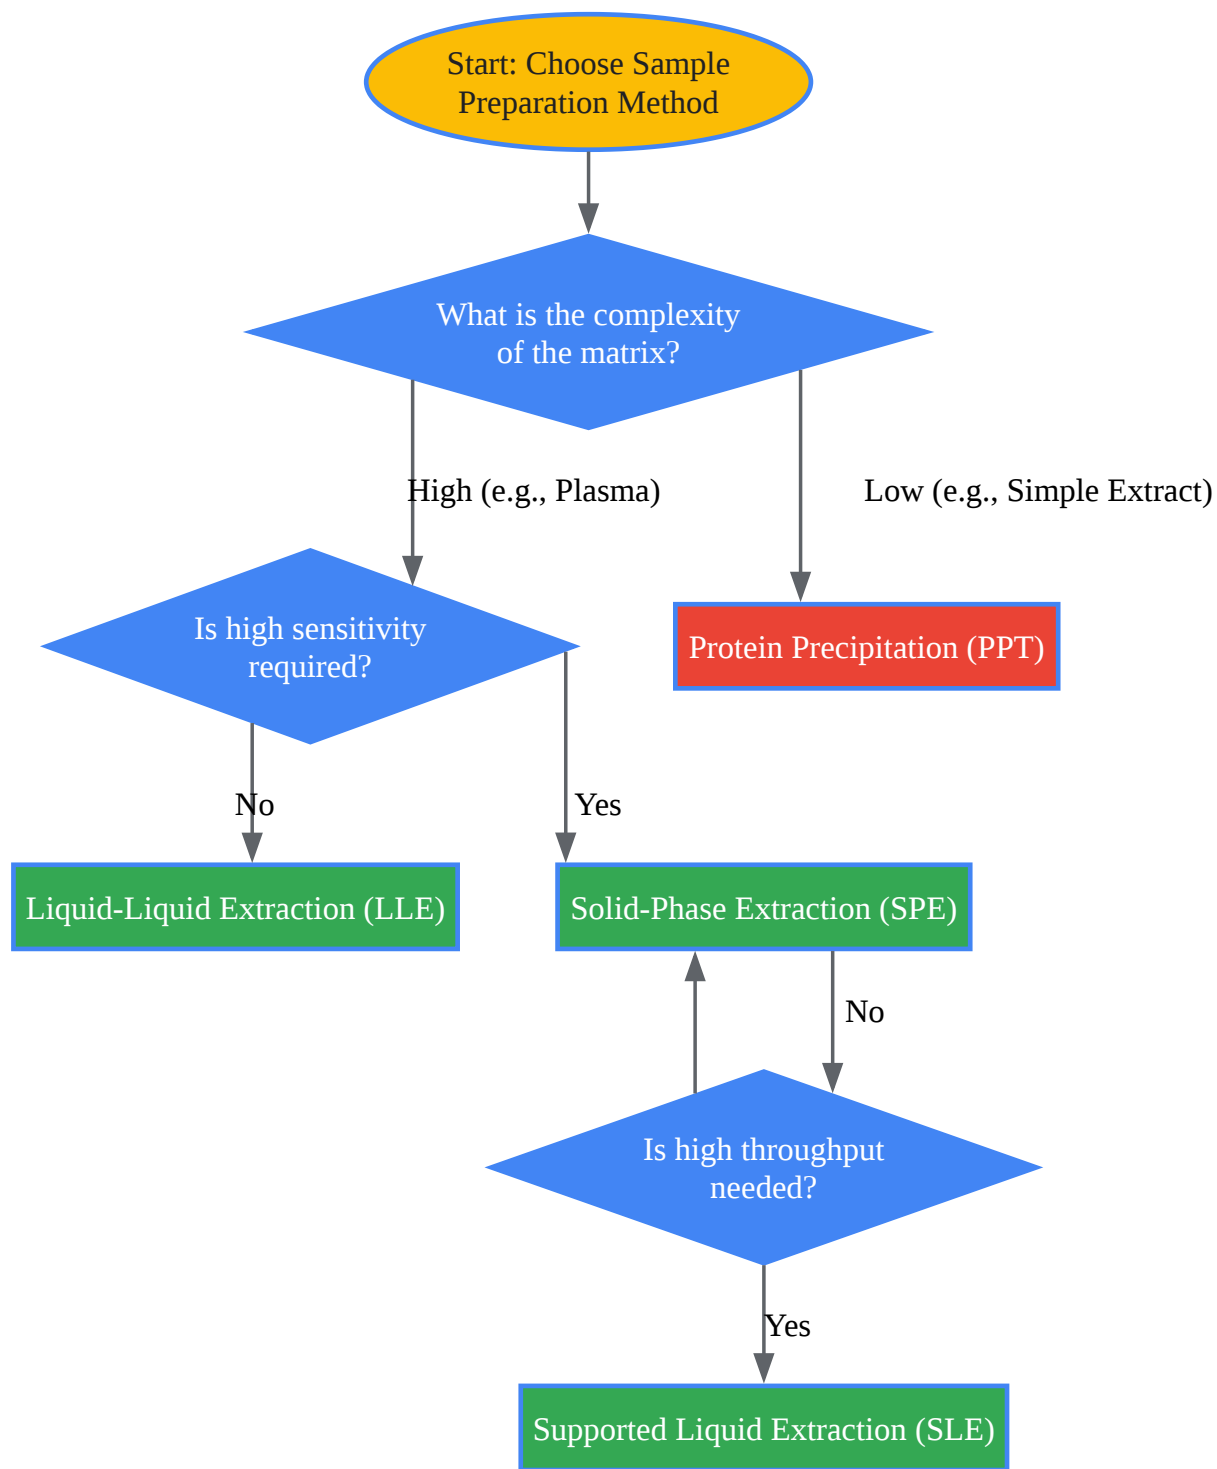 Start: Choose Sample
Preparation Method
What is the complexity
of the matrix?
High (e.g., Plasma)
Low (e.g., Simple Extract)
Is high sensitivity
required?
Protein Precipitation (PPT)
No
Yes
Liquid-Liquid Extraction (LLE)
Solid-Phase Extraction (SPE)
No
Is high throughput
needed?
Yes
Supported Liquid Extraction (SLE)